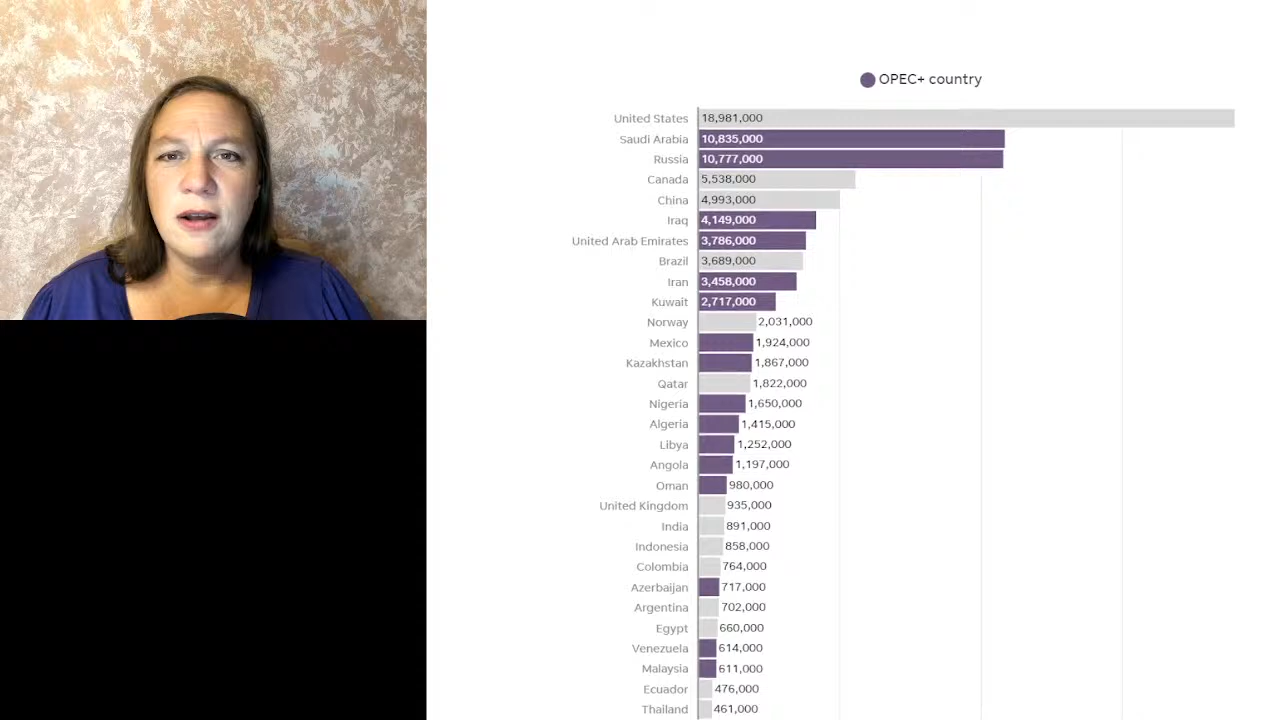 OPEC+ country
United States 18,981,000
Saudi Arabia 10,835,000
Russia 10,777,000
Canada 5,538,000
China 4,993,000
Iraq 4,149,000
United Arab Emirates 3,786,000
Brazil 3,689,000
Iran 3,458,000
Kuwait 2,717,000
Norway 2,031,000
Mexico 1,924,000
Kazakhstan 1,867,000
Qatar 1,822,000
Nigeria 1,650,000
Algeria 1,415,000
Libya 1,252,000
Angola 1,197,000
Oman 980,000
United Kingdom 935,000
India 891,000
Indonesia 858,000
Colombia 764,000
Azerbaijan 717,000
Argentina 702,000
Egypt 660,000
Venezuela 614,000
Malaysia 611,000
Ecuador 476,000
Thailand 461,000